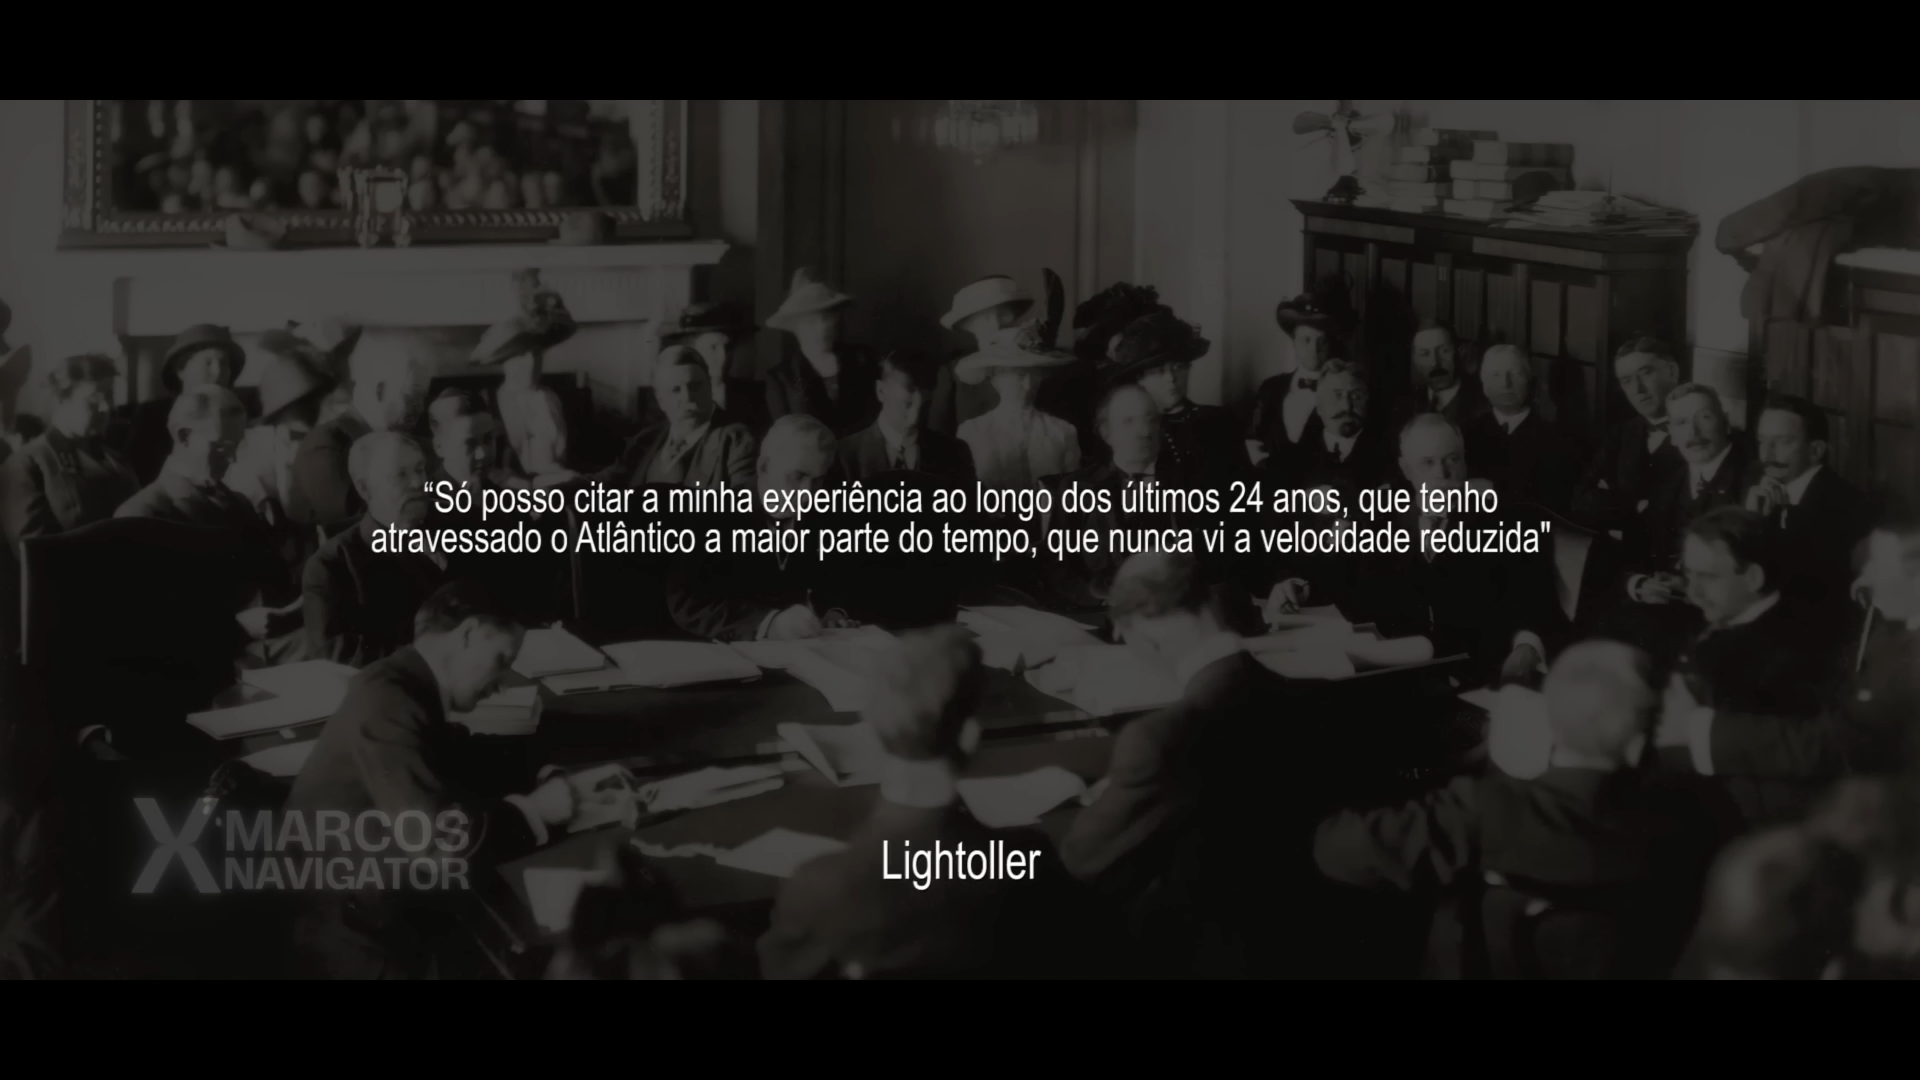 “Só posso citar a minha experiência ao longo dos últimos 24 anos, que tenho
atravessado o Atlântico a maior parte do tempo, que nunca vi a velocidade reduzida"
Lightoller
X MARCOS
NAVIGATOR